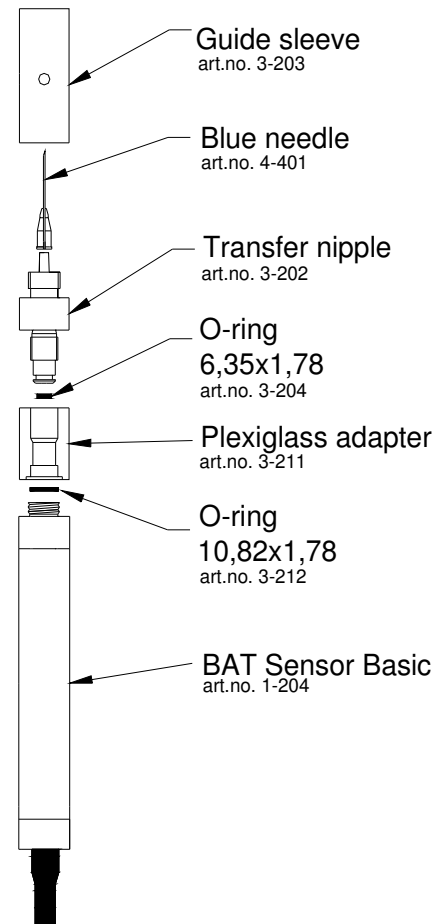 Guide sleeve
art.no. 3-203
Blue needle
art.no. 4-401
Transfer nipple
art.no. 3-202
O-ring
6,35x1,78
art.no. 3-204
Plexiglass adapter
art.no. 3-211
O-ring
10,82x1,78
art.no. 3-212
BAT Sensor Basic
art.no. 1-204